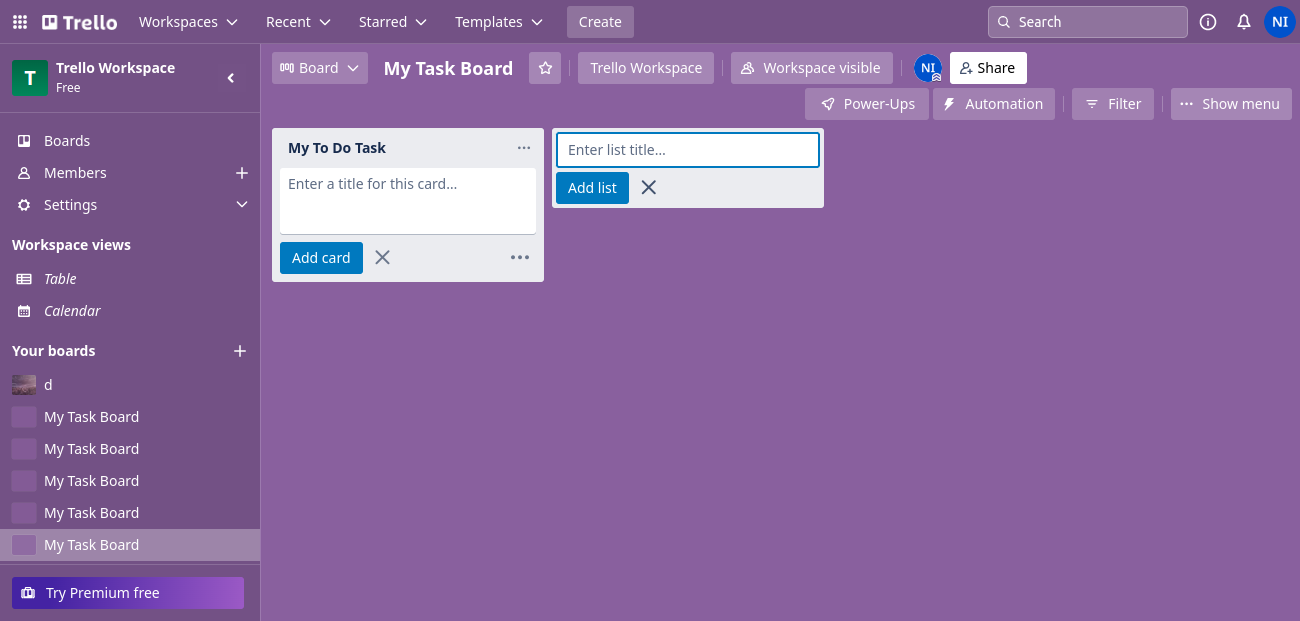 Trello
Workspaces
Recent
Starred
Templates
Create
Search
NI
T
Trello Workspace
Free
Board
My Task Board
Trello Workspace
Workspace visible
NI
Share
Power-Ups
Automation
Filter
Show menu
Boards
Members
Settings
Workspace views
Table
Calendar
Your boards
d
My Task Board
My Task Board
My Task Board
My Task Board
My Task Board
Try Premium free
My To Do Task
Enter a title for this card…
Add card
Enter list title…
Add list